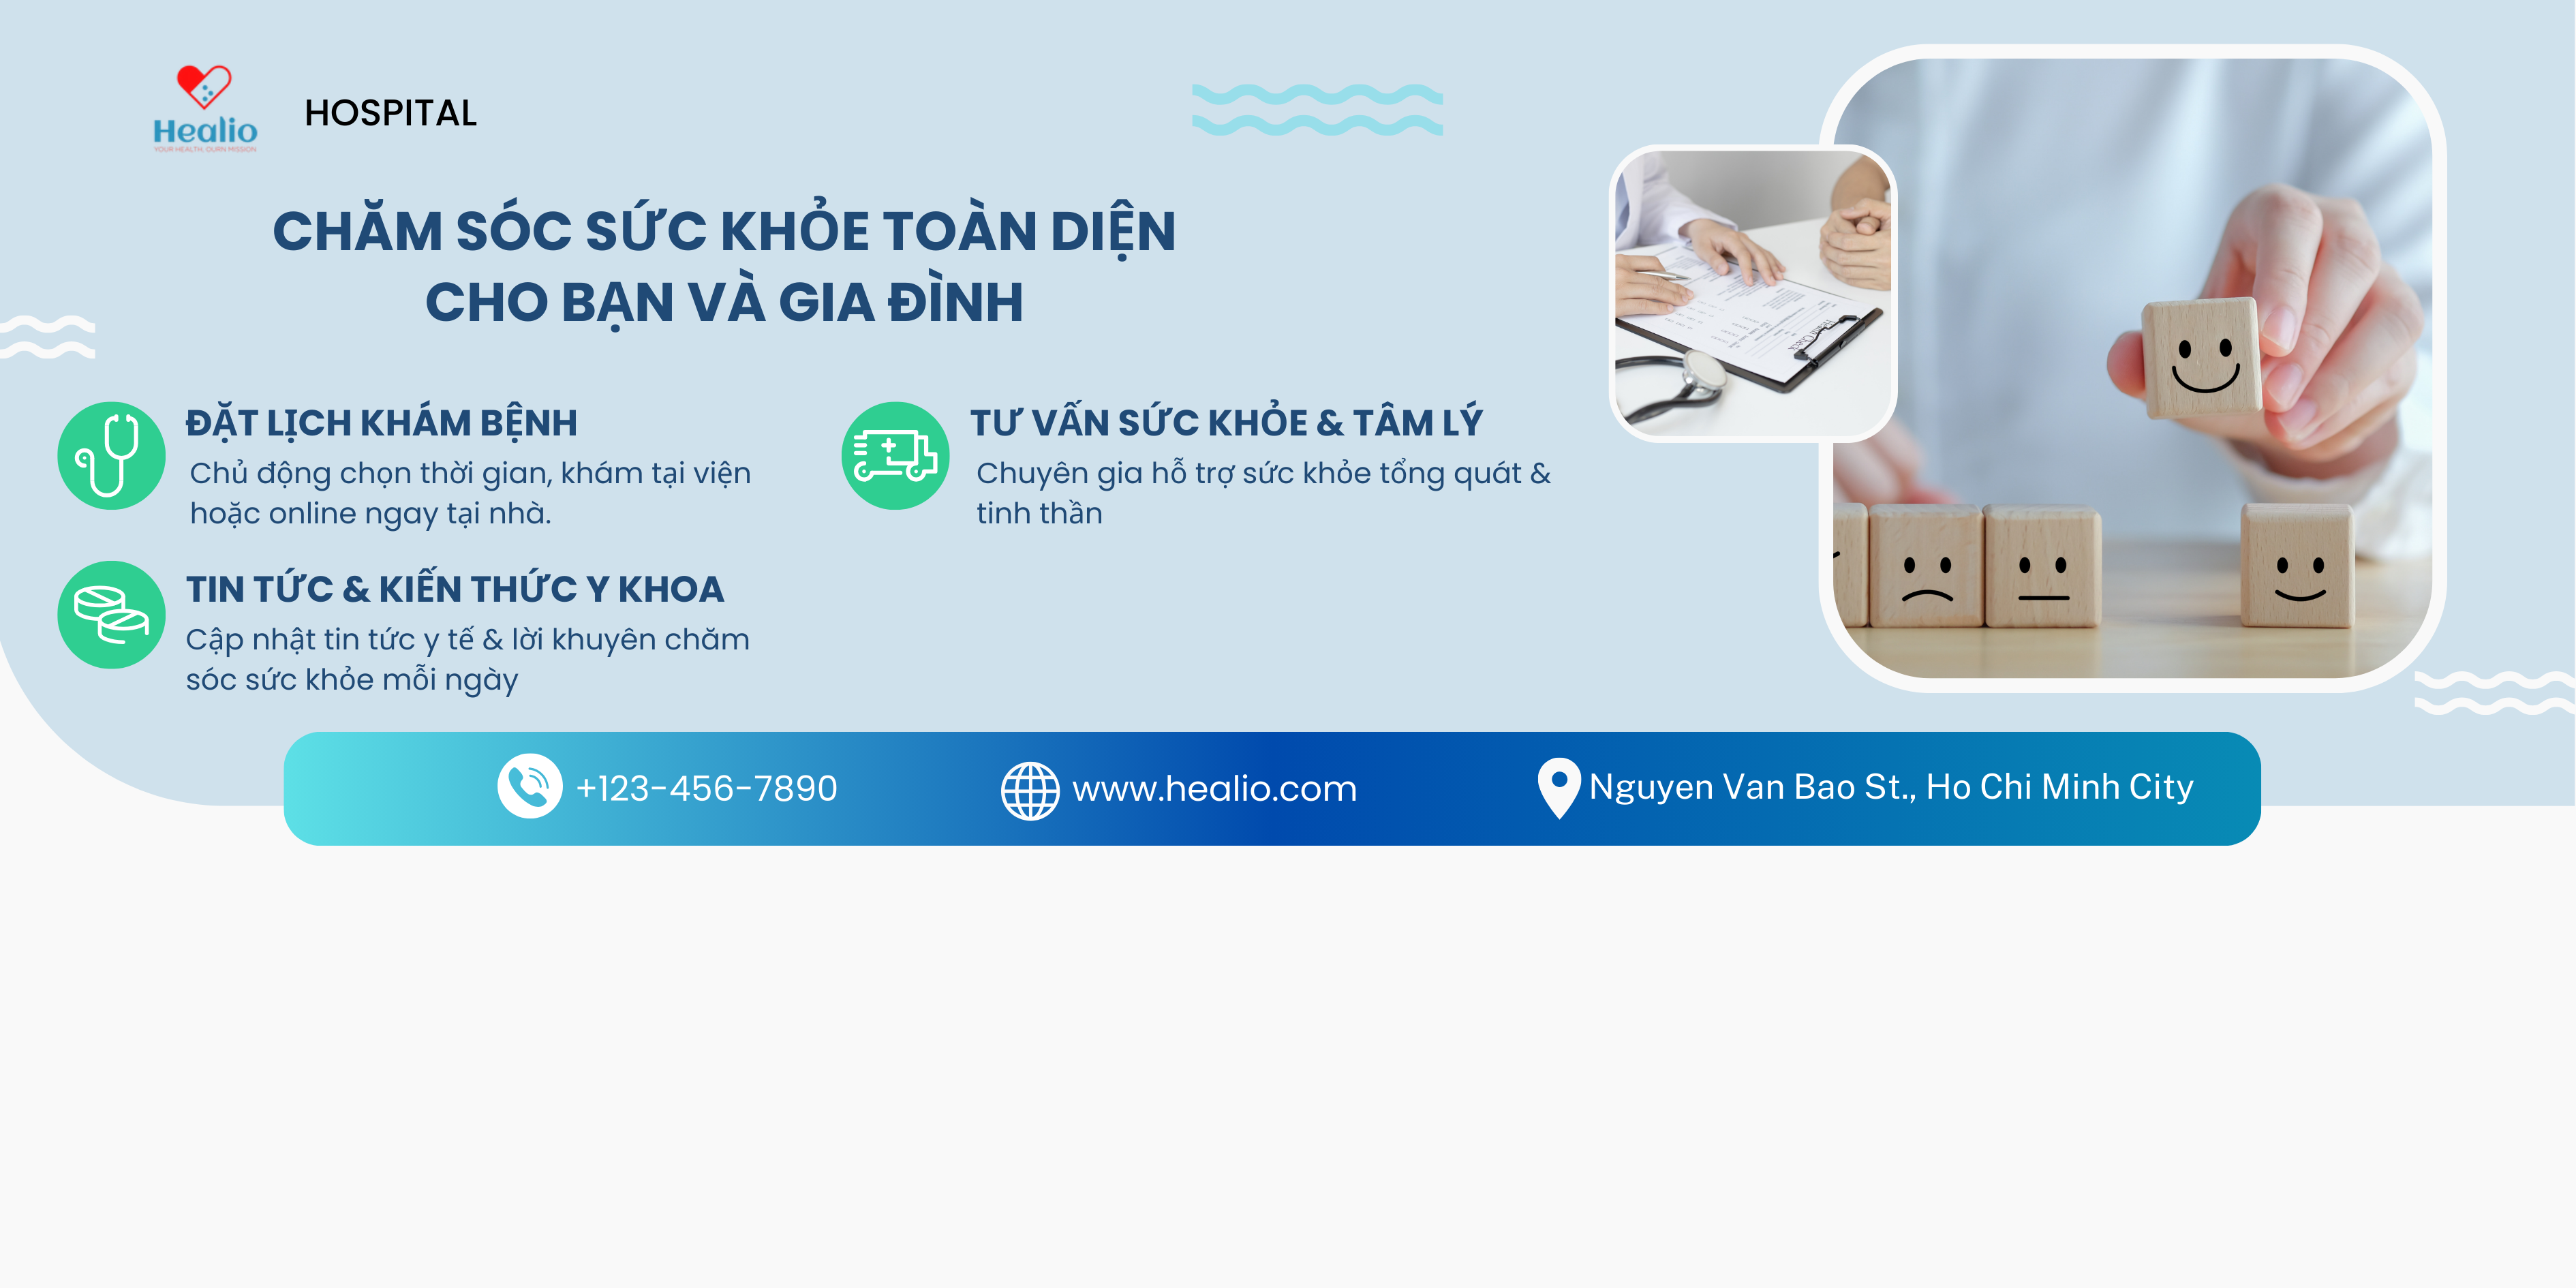 Healio
YOUR HEALTH, OURN MISSION
HOSPITAL
CHĂM SÓC SỨC KHỎE TOÀN DIỆN
CHO BẠN VÀ GIA ĐÌNH
ĐẶT LỊCH KHÁM BỆNH
Chủ động chọn thời gian, khám tại viện
hoặc online ngay tại nhà.
TƯ VẤN SỨC KHỎE & TÂM LÝ
Chuyên gia hỗ trợ sức khỏe tổng quát &
tinh thần
TIN TỨC & KIẾN THỨC Y KHOA
Cập nhật tin tức y tế & lời khuyên chăm
sóc sức khỏe mỗi ngày
+123-456-7890
www.healio.com
Nguyen Van Bao St., Ho Chi Minh City